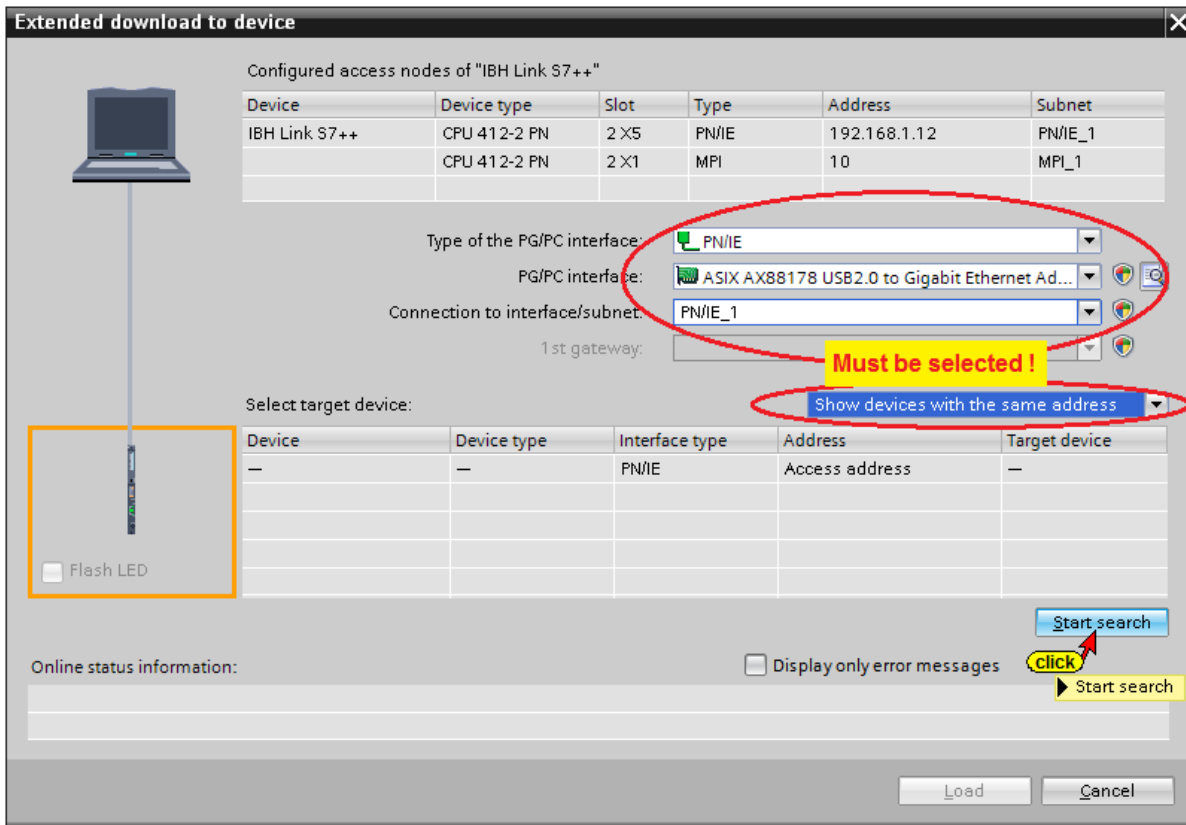 Extended download to device
Configured access nodes of "IBH Link S7++"
Device Device type Slot Type Address Subnet
IBH Link S7++ CPU 412-2 PN 2 X5 PN/IE 192.168.1.12 PN/IE_1
CPU 412-2 PN 2 X1 MPI 10 MPI_1
Type of the PG/PC interface: PN/IE
PG/PC interface: ASIX AX88178 USB2.0 to Gigabit Ethernet Ad...
Connection to interface/subnet: PN/IE_1
1st gateway:
Must be selected !
Select target device: Show devices with the same address
Device Device type Interface type Address Target device
— — PN/IE Access address —
Flash LED
Start search
Online status information: Display only error messages click
Start search
Load Cancel